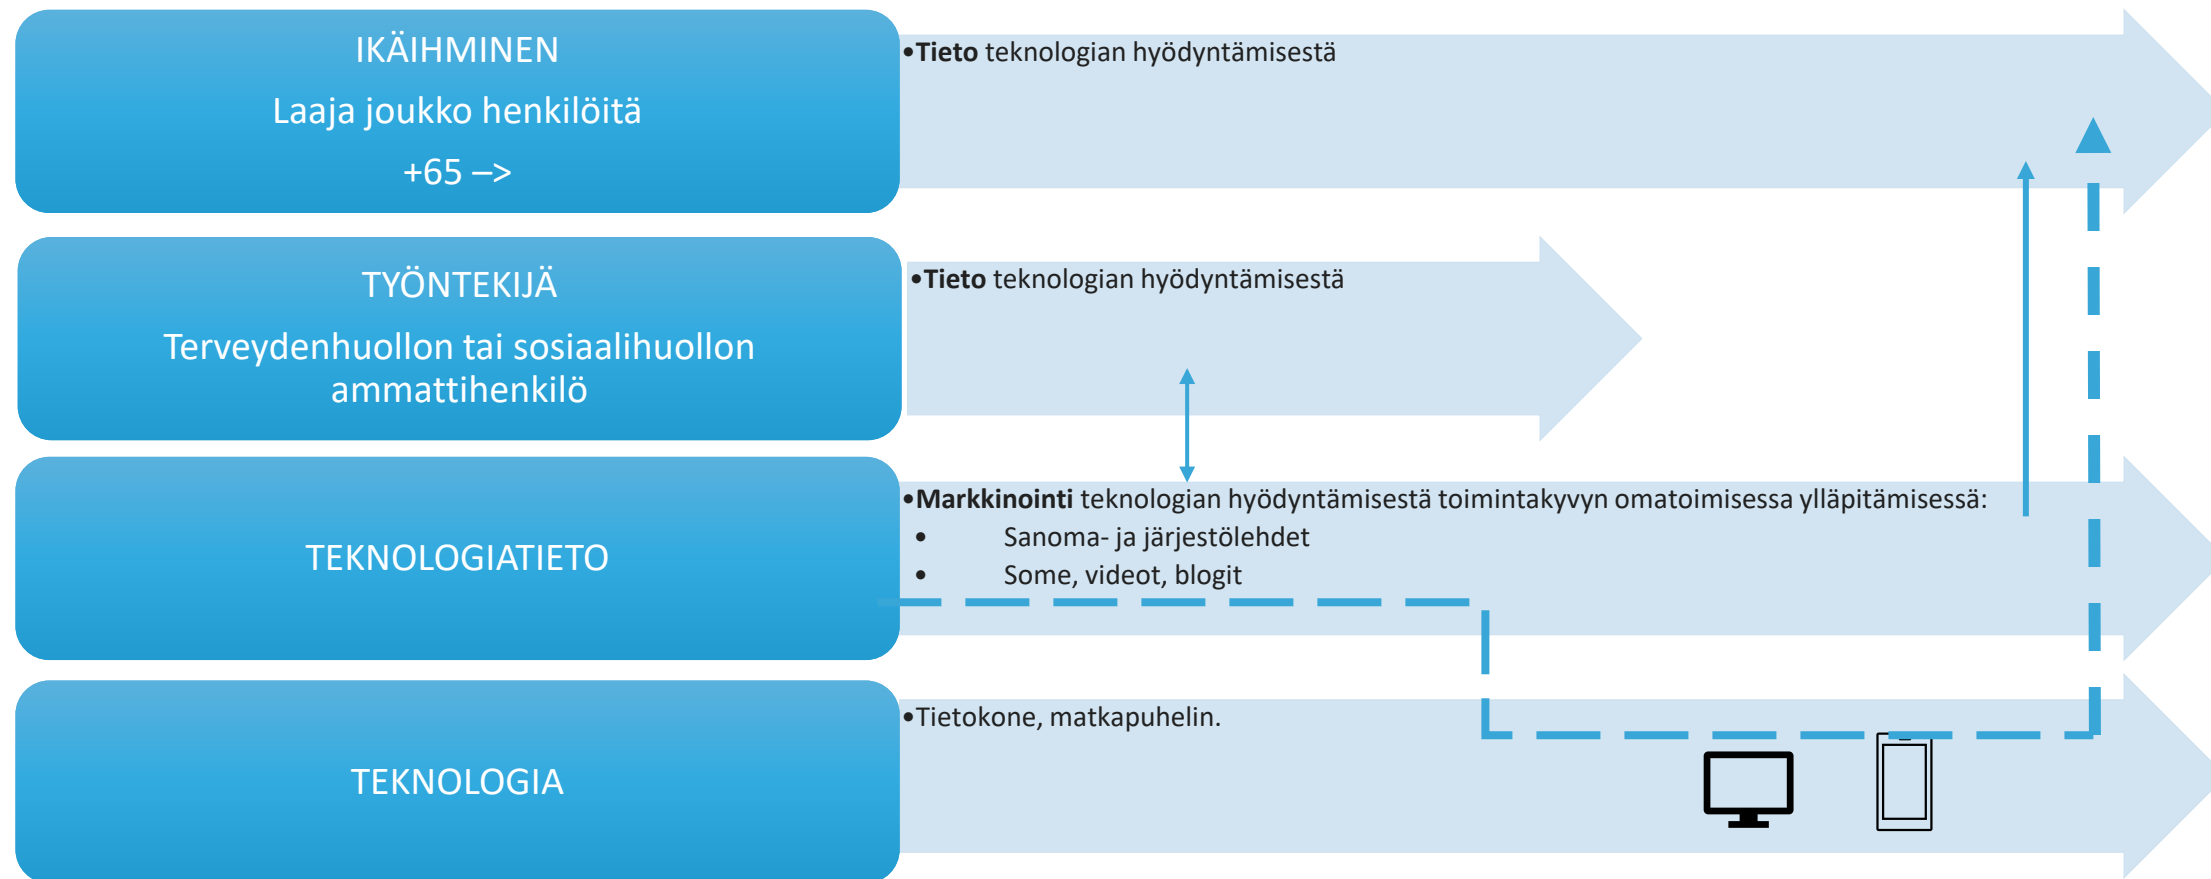 IKÄIHMINEN
Laaja joukko henkilöitä
+65 –>
•Tieto teknologian hyödyntämisestä
TYÖNTEKIJÄ
Terveydenhuollon tai sosiaalihuollon
ammattihenkilö
•Tieto teknologian hyödyntämisestä
TEKNOLOGIATIETO
•Markkinointi teknologian hyödyntämisestä toimintakyvyn omatoimisessa ylläpitämisessä:
• Sanoma- ja järjestölehdet
• Some, videot, blogit
TEKNOLOGIA
•Tietokone, matkapuhelin.